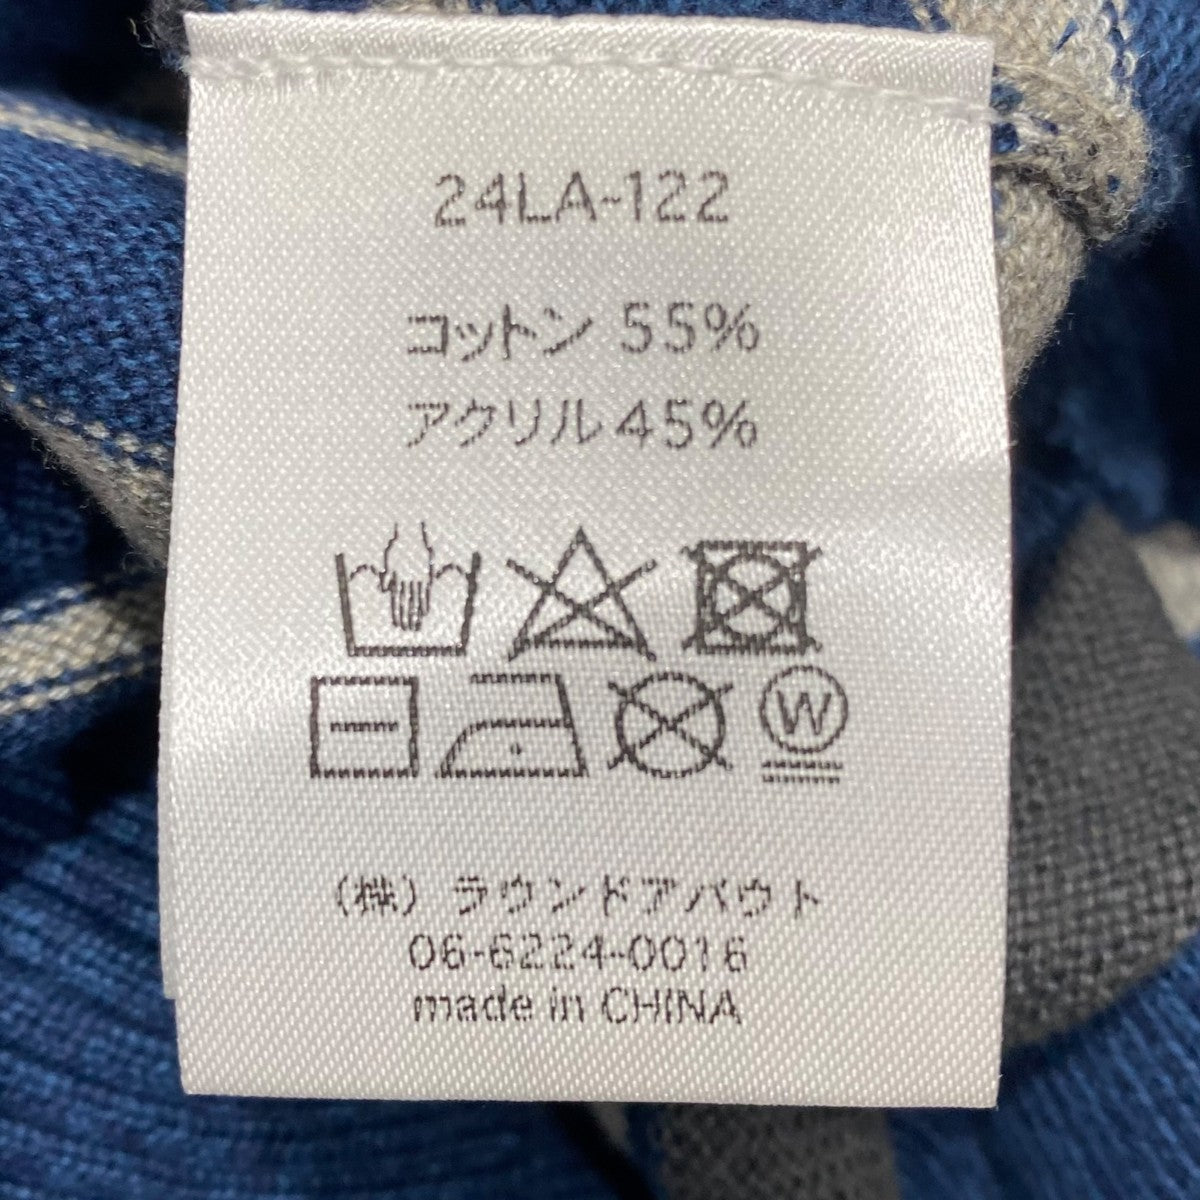 24LA-122
コットン 55%
アクリル 45%
W
(株) ラウンドアバウト
06-6224-0016
made in CHINA